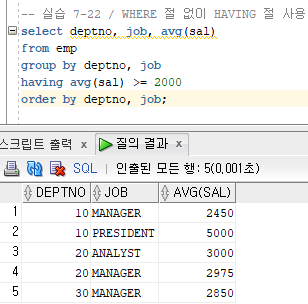 -- 실습 7-22 / WHERE 절 없이 HAVING 절 사용
select deptno, job, avg(sal)
from emp
group by deptno, job
having avg(sal) >= 2000
order by deptno, job;
스크립트 출력 x 질의 결과 x
SQL | 인출된 모든 행: 5(0,001초)
DEPTNO JOB AVG(SAL)
1 10 MANAGER 2450
2 10 PRESIDENT 5000
3 20 ANALYST 3000
4 20 MANAGER 2975
5 30 MANAGER 2850